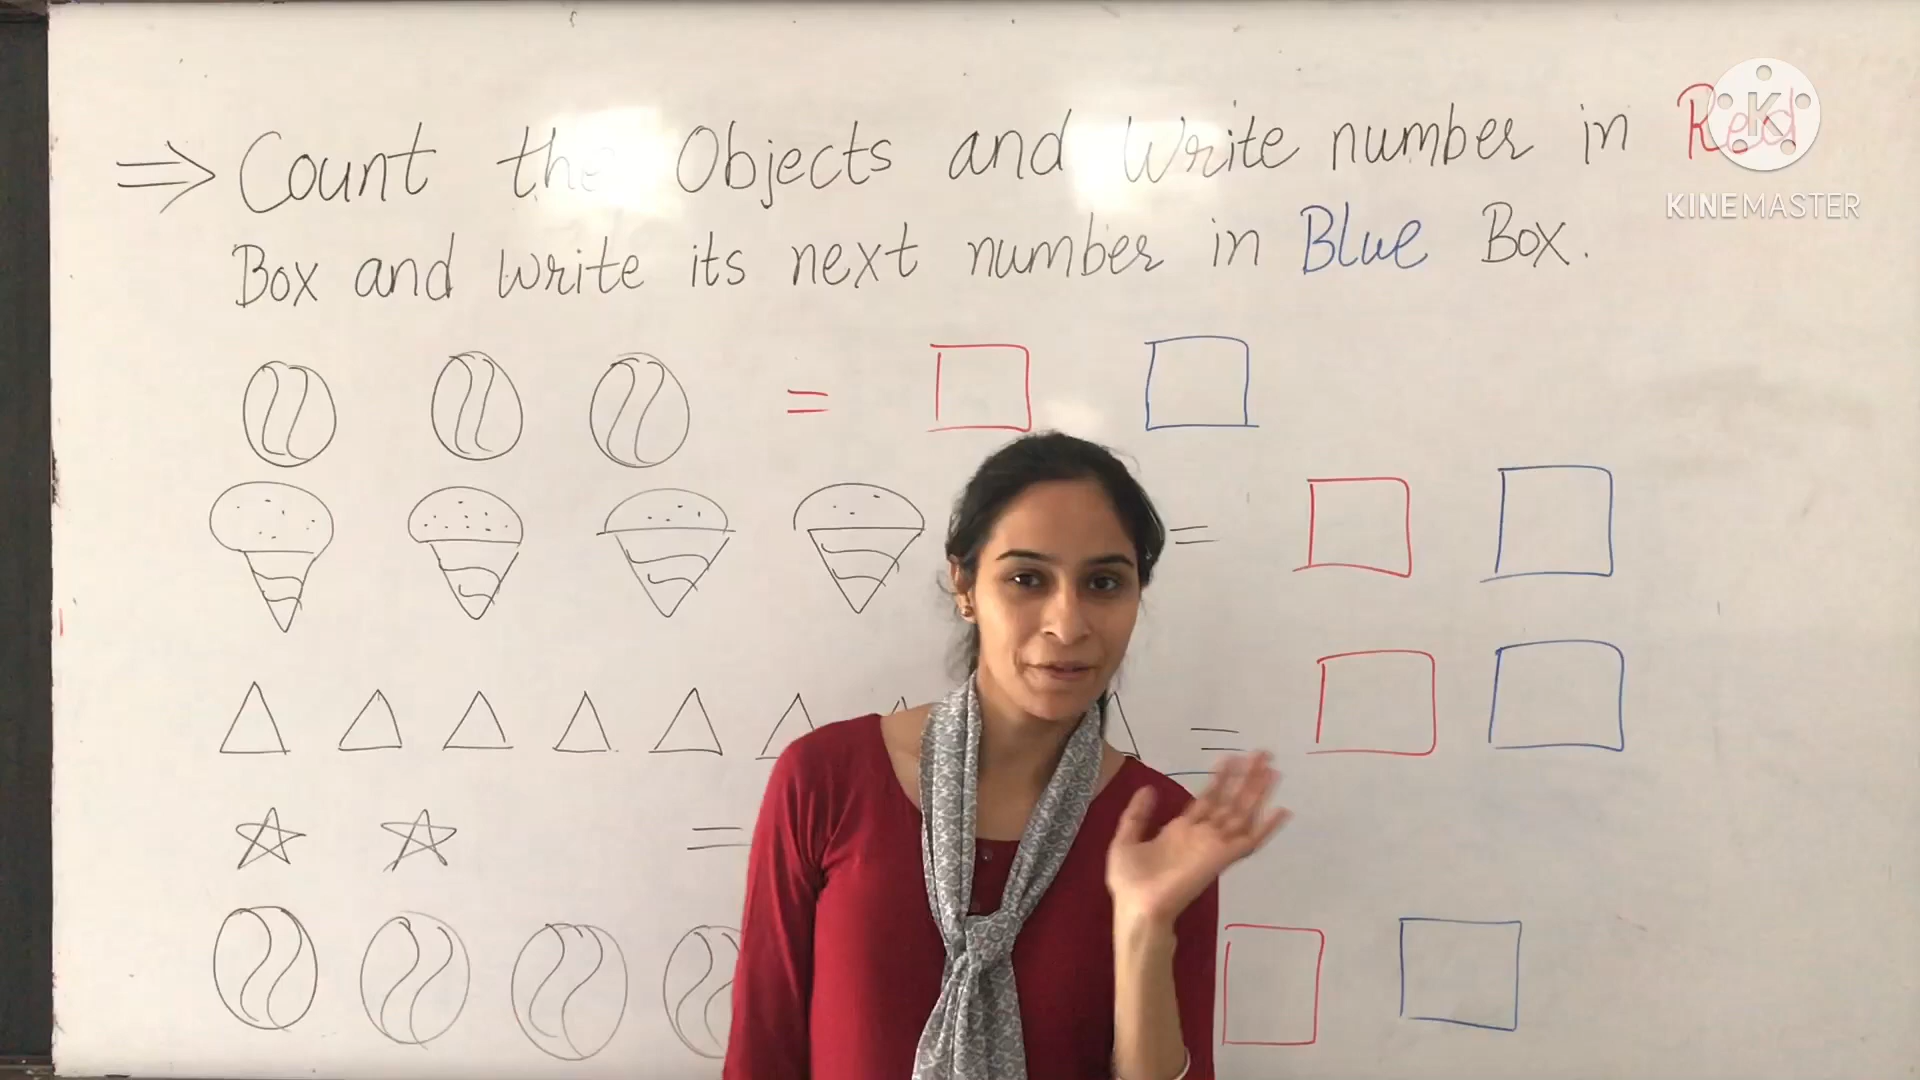 ⇒ Count the Objects and Write number in Red
Box and write its next number in Blue Box.
K
KINEMASTER
=
=
=
=